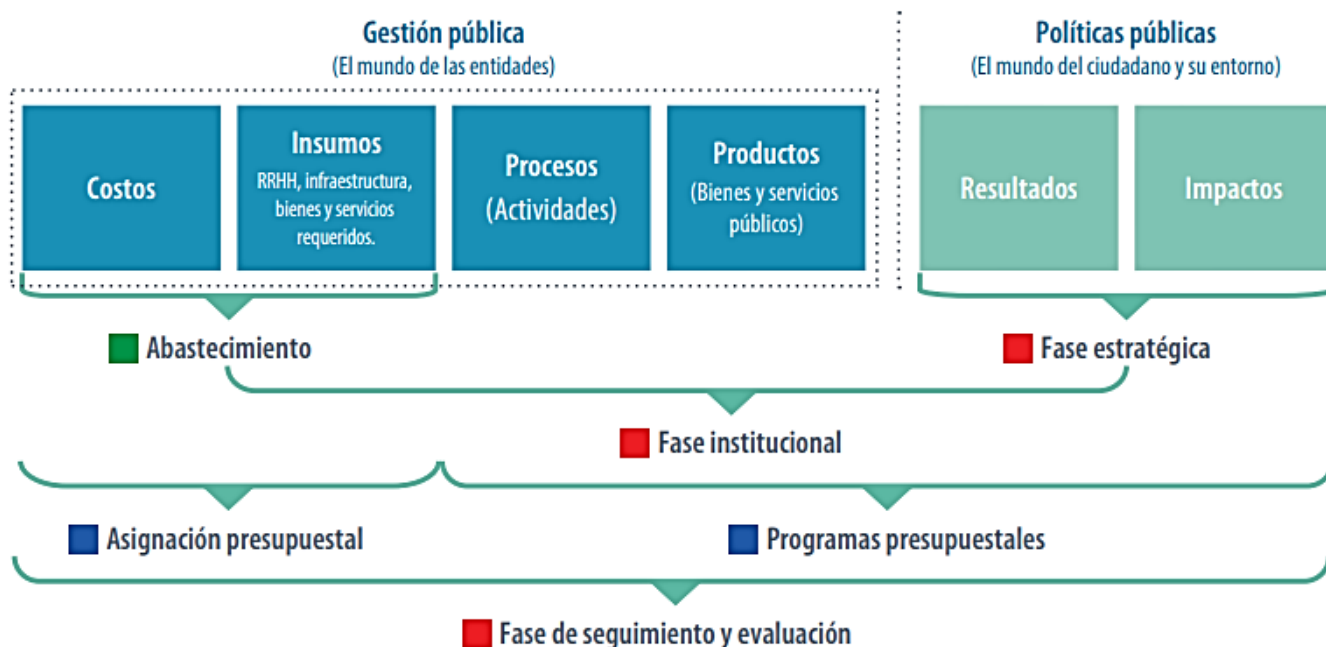 Gestión pública
(El mundo de las entidades)
Políticas públicas
(El mundo del ciudadano y su entorno)
Costos
Insumos
RRHH, infraestructura,
bienes y servicios
requeridos.
Procesos
(Actividades)
Productos
(Bienes y servicios
públicos)
Resultados
Impactos
Abastecimiento
Fase estratégica
Fase institucional
Asignación presupuestal
Programas presupuestales
Fase de seguimiento y evaluación